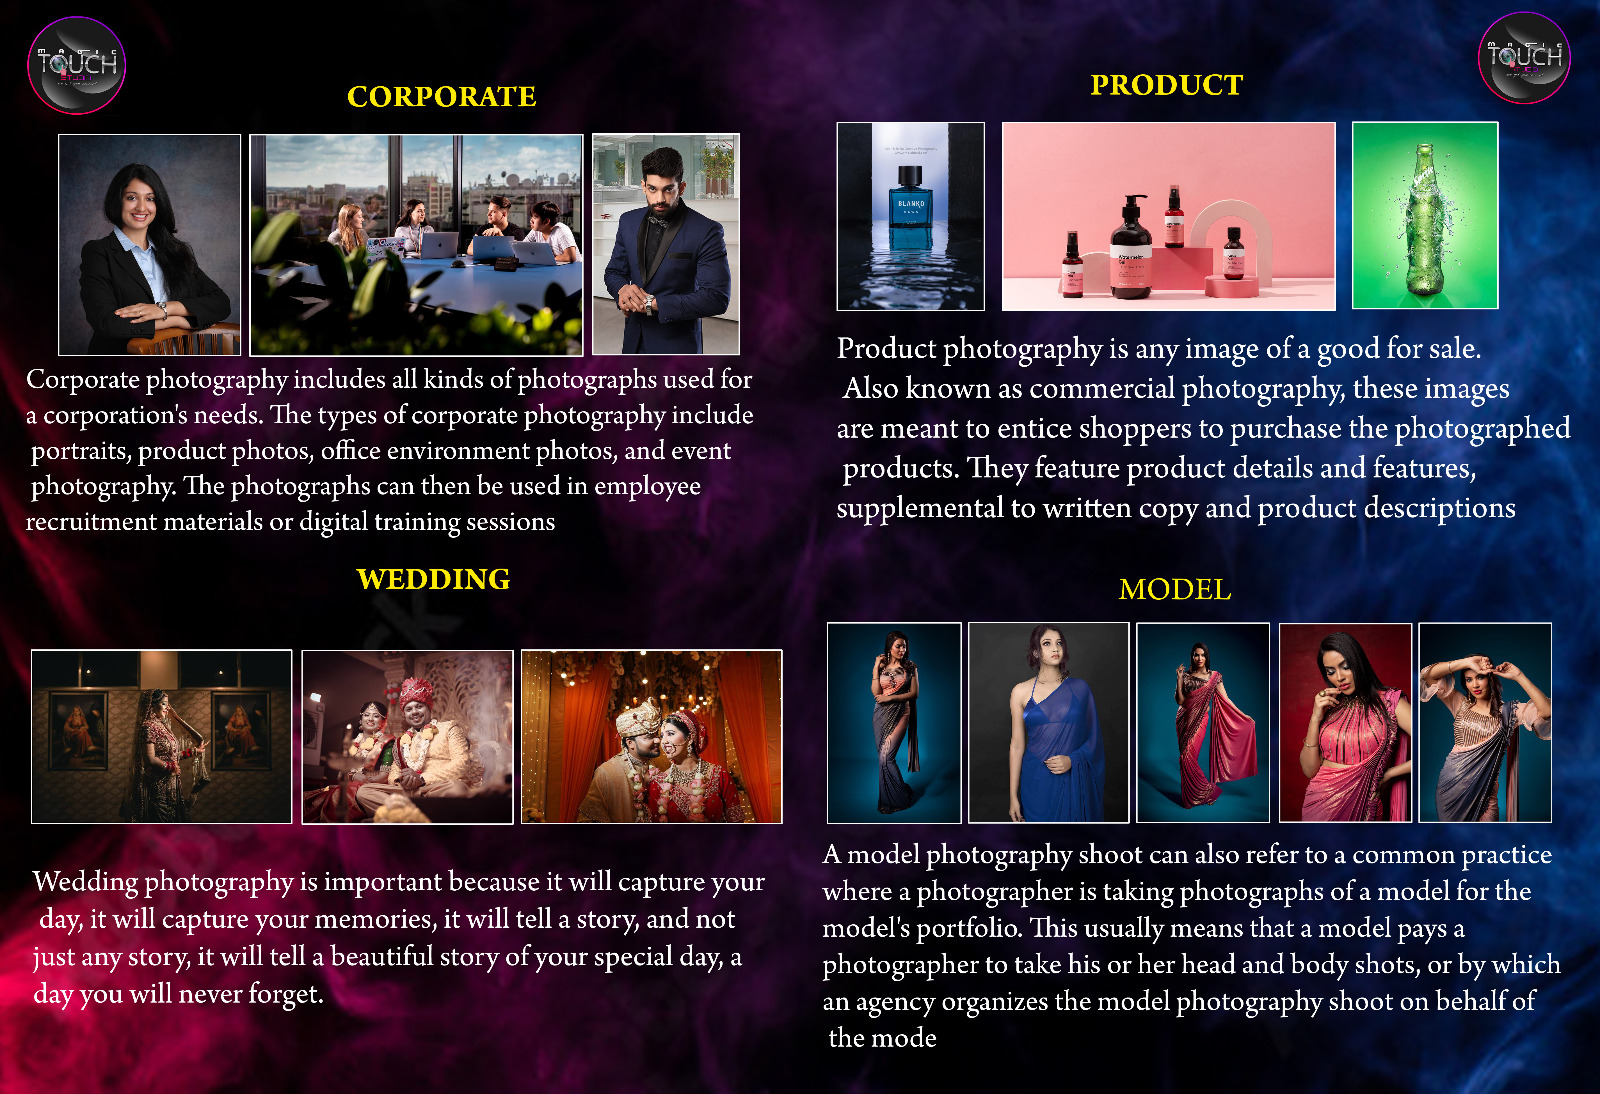 MAGIC
TOUCH
STUDIO
CORPORATE
Corporate photography includes all kinds of photographs used for
a corporation's needs. The types of corporate photography include
portraits, product photos, office environment photos, and event
photography. The photographs can then be used in employee
recruitment materials or digital training sessions
WEDDING
Wedding photography is important because it will capture your
day, it will capture your memories, it will tell a story, and not
just any story, it will tell a beautiful story of your special day, a
day you will never forget.
MAGIC
TOUCH
STUDIO
PRODUCT
BLANKO
Watermelon
Product photography is any image of a good for sale.
Also known as commercial photography, these images
are meant to entice shoppers to purchase the photographed
products. They feature product details and features,
supplemental to written copy and product descriptions
MODEL
A model photography shoot can also refer to a common practice
where a photographer is taking photographs of a model for the
model's portfolio. This usually means that a model pays a
photographer to take his or her head and body shots, or by which
an agency organizes the model photography shoot on behalf of
the mode